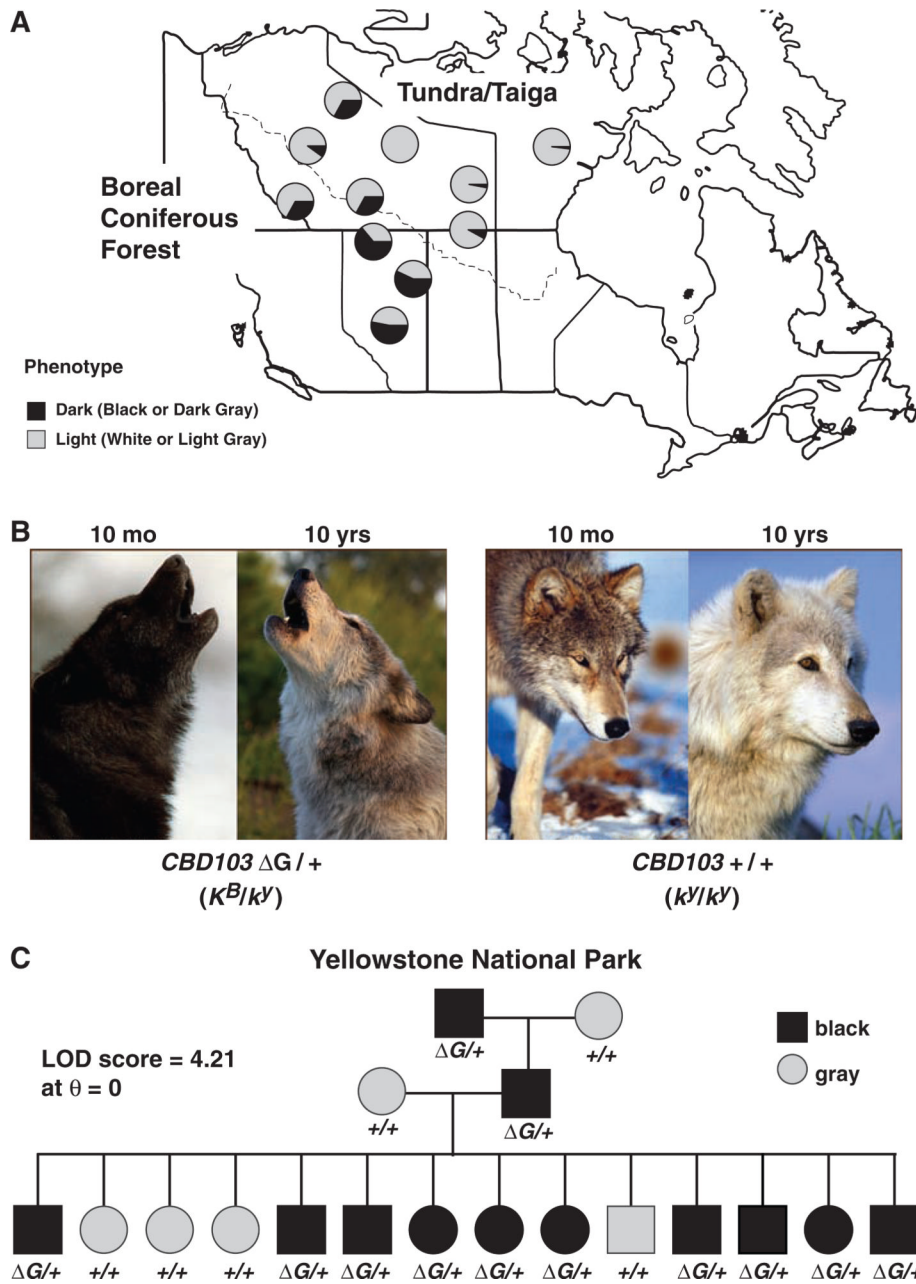 A
Tundra/Taiga
Boreal
Coniferous
Forest
Phenotype
Dark (Black or Dark Gray)
Light (White or Light Gray)
B
10 mo
10 yrs
10 mo
10 yrs
CBD103 ΔG / +
(K^B/k^y)
CBD103 +/+
(k^y/k^y)
C
Yellowstone National Park
LOD score = 4.21
at θ = 0
black
gray
ΔG/+
+/+
+/+
ΔG/+
ΔG/+ +/+ +/+ +/+ ΔG/+ ΔG/+ ΔG/+ ΔG/+ ΔG/+ +/+ ΔG/+ ΔG/+ ΔG/+ ΔG/+